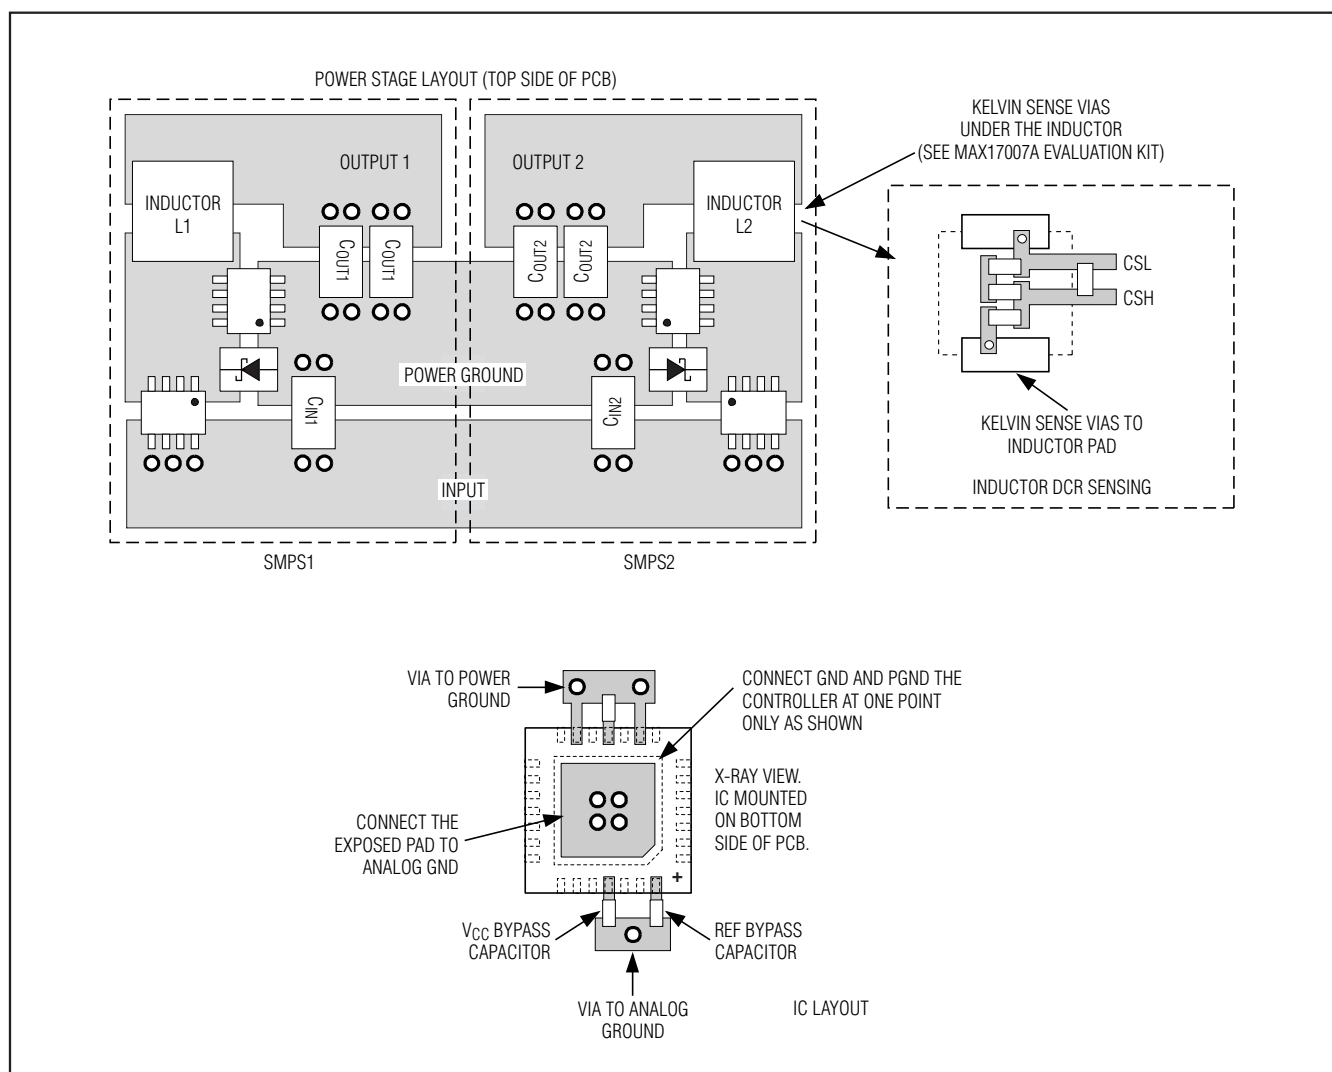 POWER STAGE LAYOUT (TOP SIDE OF PCB)
KELVIN SENSE VIAS
UNDER THE INDUCTOR
(SEE MAX17007A EVALUATION KIT)
OUTPUT 1
OUTPUT 2
INDUCTOR
L1
INDUCTOR
L2
COUT1
COUT1
COUT2
COUT2
CSL
CSH
POWER GROUND
CIN1
CIN2
KELVIN SENSE VIAS TO
INDUCTOR PAD
INPUT
INDUCTOR DCR SENSING
SMPS1
SMPS2
VIA TO POWER
GROUND
CONNECT GND AND PGND THE
CONTROLLER AT ONE POINT
ONLY AS SHOWN
X-RAY VIEW.
IC MOUNTED
ON BOTTOM
SIDE OF PCB.
CONNECT THE
EXPOSED PAD TO
ANALOG GND
+
VCC BYPASS
CAPACITOR
REF BYPASS
CAPACITOR
VIA TO ANALOG
GROUND
IC LAYOUT